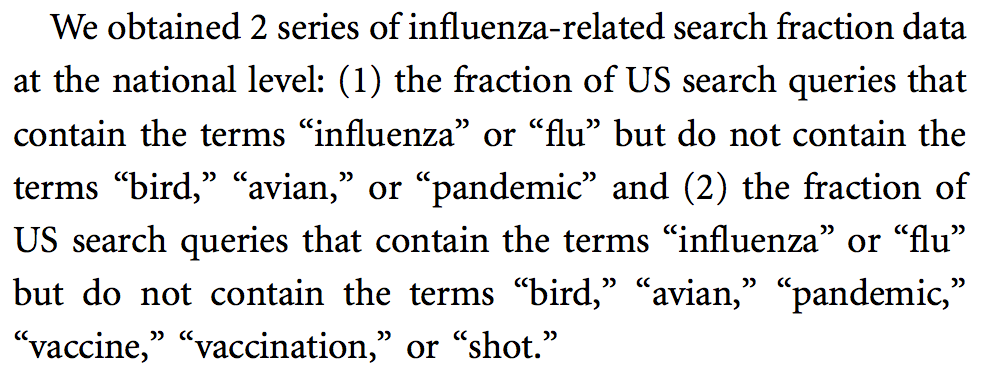 We obtained 2 series of influenza-related search fraction data
at the national level: (1) the fraction of US search queries that
contain the terms “influenza” or “flu” but do not contain the
terms “bird,” “avian,” or “pandemic” and (2) the fraction of
US search queries that contain the terms “influenza” or “flu”
but do not contain the terms “bird,” “avian,” “pandemic,”
“vaccine,” “vaccination,” or “shot.”